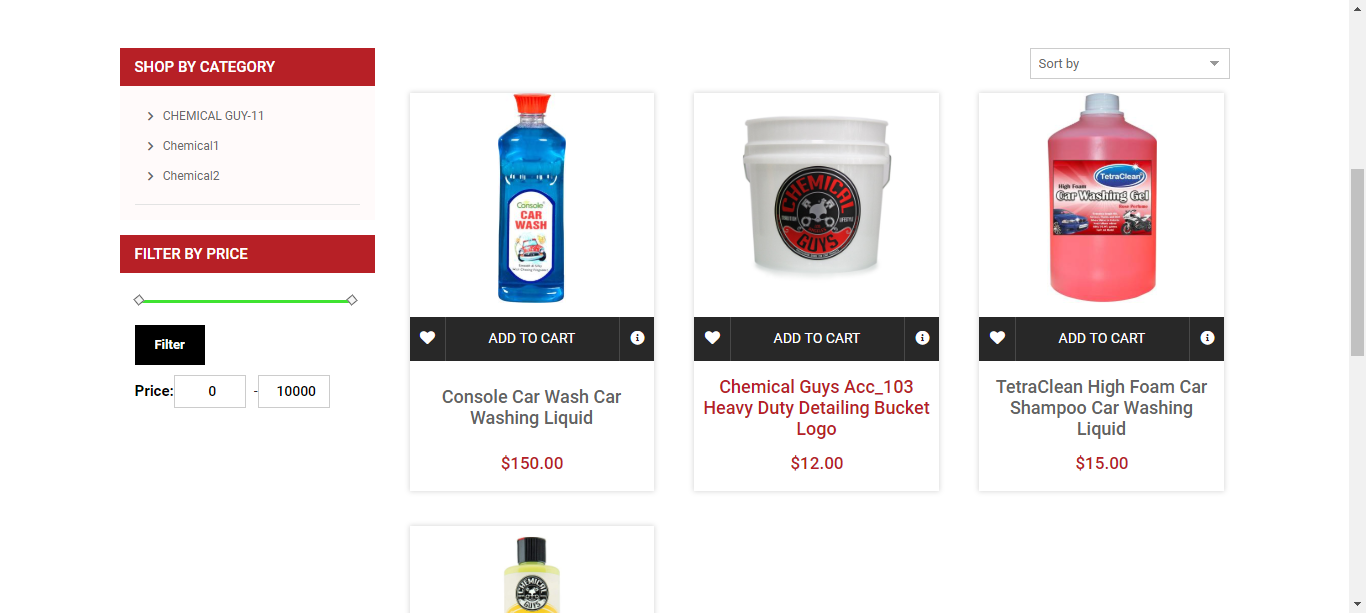 SHOP BY CATEGORY
CHEMICAL GUY-11
Chemical1
Chemical2
FILTER BY PRICE
Filter
Price: 0 - 10000
Sort by
Console
CAR
WASH
ADD TO CART
Console Car Wash Car
Washing Liquid
$150.00
CHEMICAL
GUYS
ADD TO CART
Chemical Guys Acc_103
Heavy Duty Detailing Bucket
Logo
$12.00
TetraClean
High Foam
Car Washing Gel
ADD TO CART
TetraClean High Foam Car
Shampoo Car Washing
Liquid
$15.00
CHEMICAL
GUYS